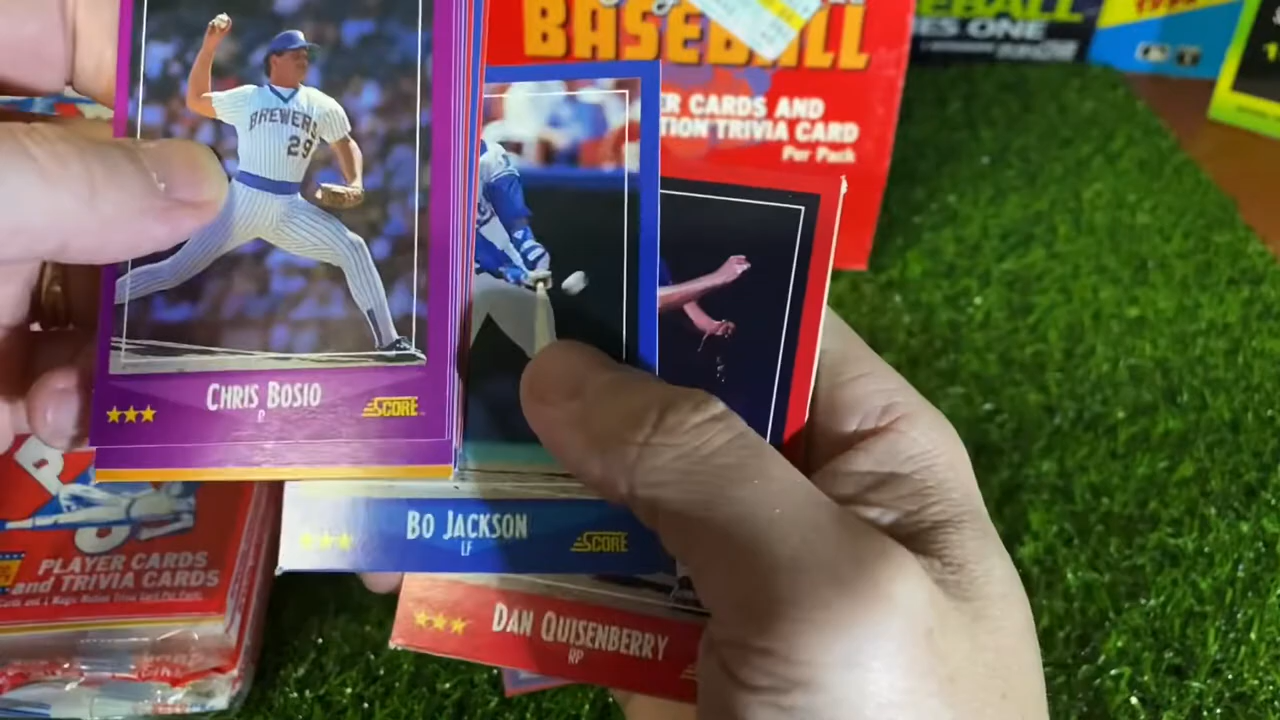 BASEBALL
ER CARDS AND
TION TRIVIA CARD
Per Pack
EBALL
ES ONE
BREWERS
29
CHRIS BOSIO
P
SCORE
BO JACKSON
LF
SCORE
DAN QUISENBERRY
RP
PLAYER CARDS
and TRIVIA CARDS